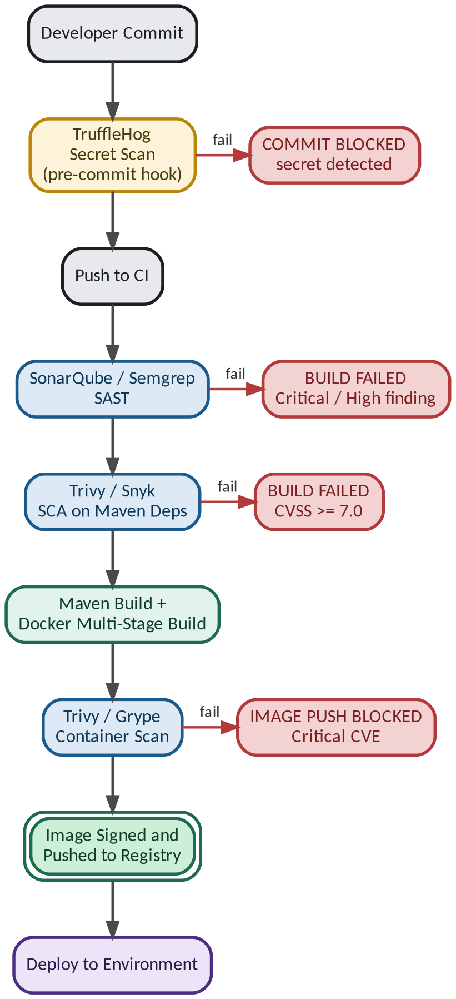 Developer Commit
TruffleHog
Secret Scan
(pre-commit hook)
fail
COMMIT BLOCKED
secret detected
Push to CI
SonarQube / Semgrep
SAST
fail
BUILD FAILED
Critical / High finding
Trivy / Snyk
SCA on Maven Deps
fail
BUILD FAILED
CVSS >= 7.0
Maven Build +
Docker Multi-Stage Build
Trivy / Grype
Container Scan
fail
IMAGE PUSH BLOCKED
Critical CVE
Image Signed and
Pushed to Registry
Deploy to Environment